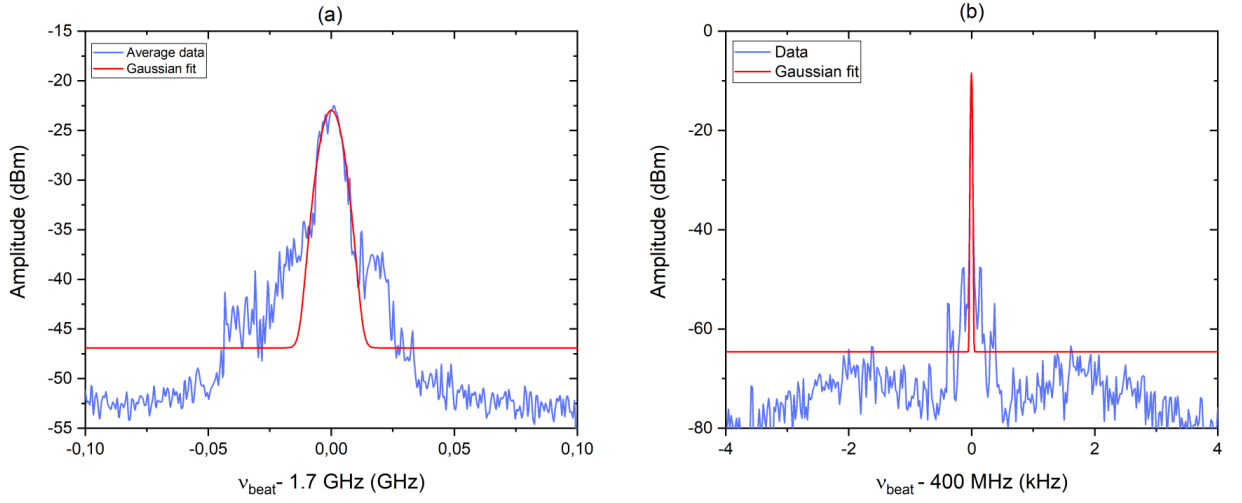 (a)
Average data
Gaussian fit
Amplitude (dBm)
-15
-20
-25
-30
-35
-40
-45
-50
-55
-0,10
-0,05
0,00
0,05
0,10
νbeat- 1.7 GHz (GHz)
(b)
Data
Gaussian fit
Amplitude (dBm)
0
-20
-40
-60
-80
-4
-2
0
2
4
νbeat - 400 MHz (kHz)